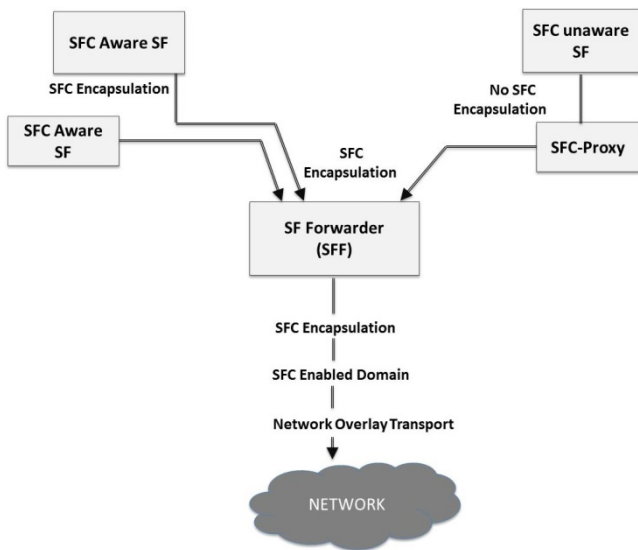 SFC Aware SF
SFC unaware
SF
SFC Encapsulation
No SFC
Encapsulation
SFC Aware
SF
SFC
Encapsulation
SFC-Proxy
SF Forwarder
(SFF)
SFC Encapsulation
SFC Enabled Domain
Network Overlay Transport
NETWORK